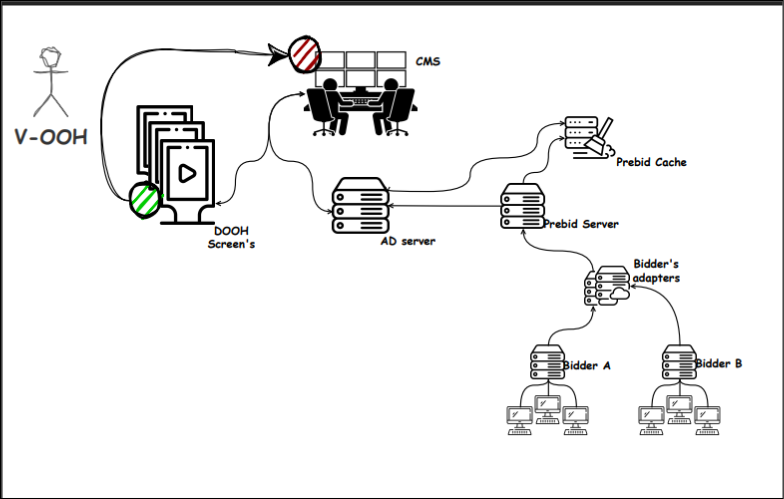 CMS
V-OOH
Prebid Cache
DOOH
Screen's
AD server
Prebid Server
Bidder's
adapters
Bidder A
Bidder B